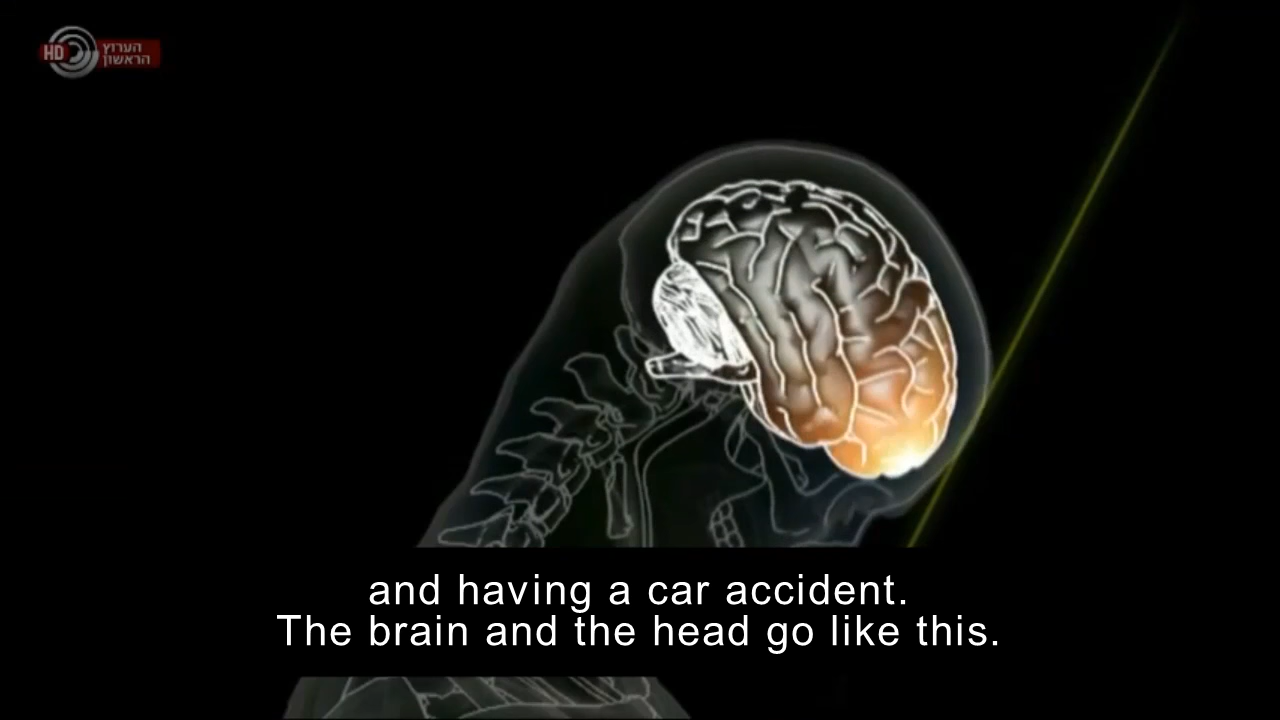 HD
הערוץ
הראשון
and having a car accident.
The brain and the head go like this.